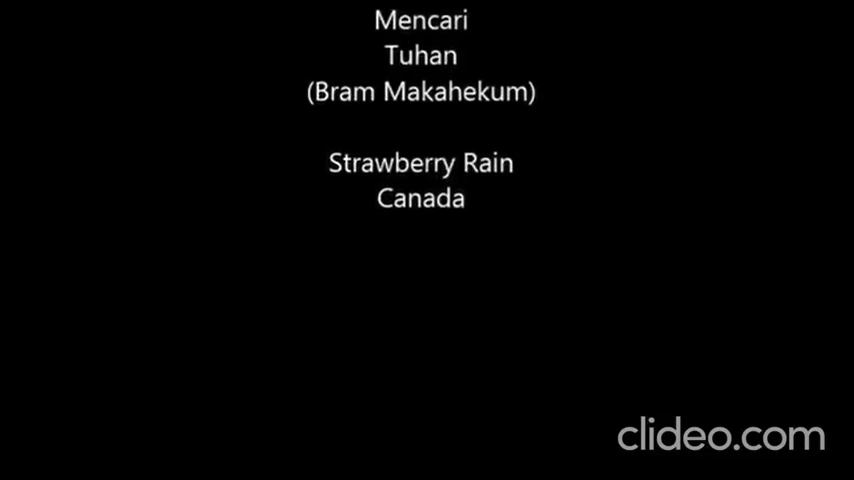 Mencari
Tuhan
(Bram Makahekum)
Strawberry Rain
Canada
clideo.com